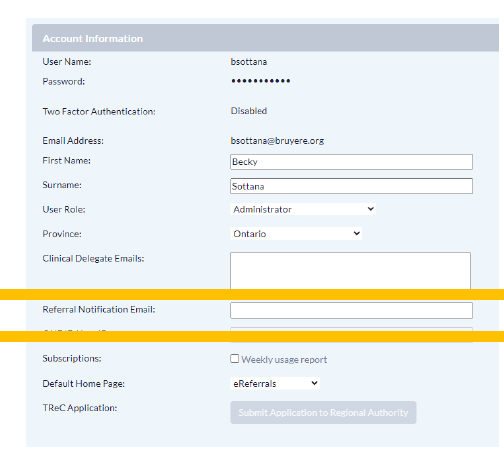 Account Information
User Name: bsottana
Password: •••••••••••
Two Factor Authentication: Disabled
Email Address: bsottana@bruyere.org
First Name: Becky
Surname: Sottana
User Role: Administrator
Province: Ontario
Clinical Delegate Emails:
Referral Notification Email:
Subscriptions: Weekly usage report
Default Home Page: eReferrals
TReC Application: Submit Application to Regional Authority